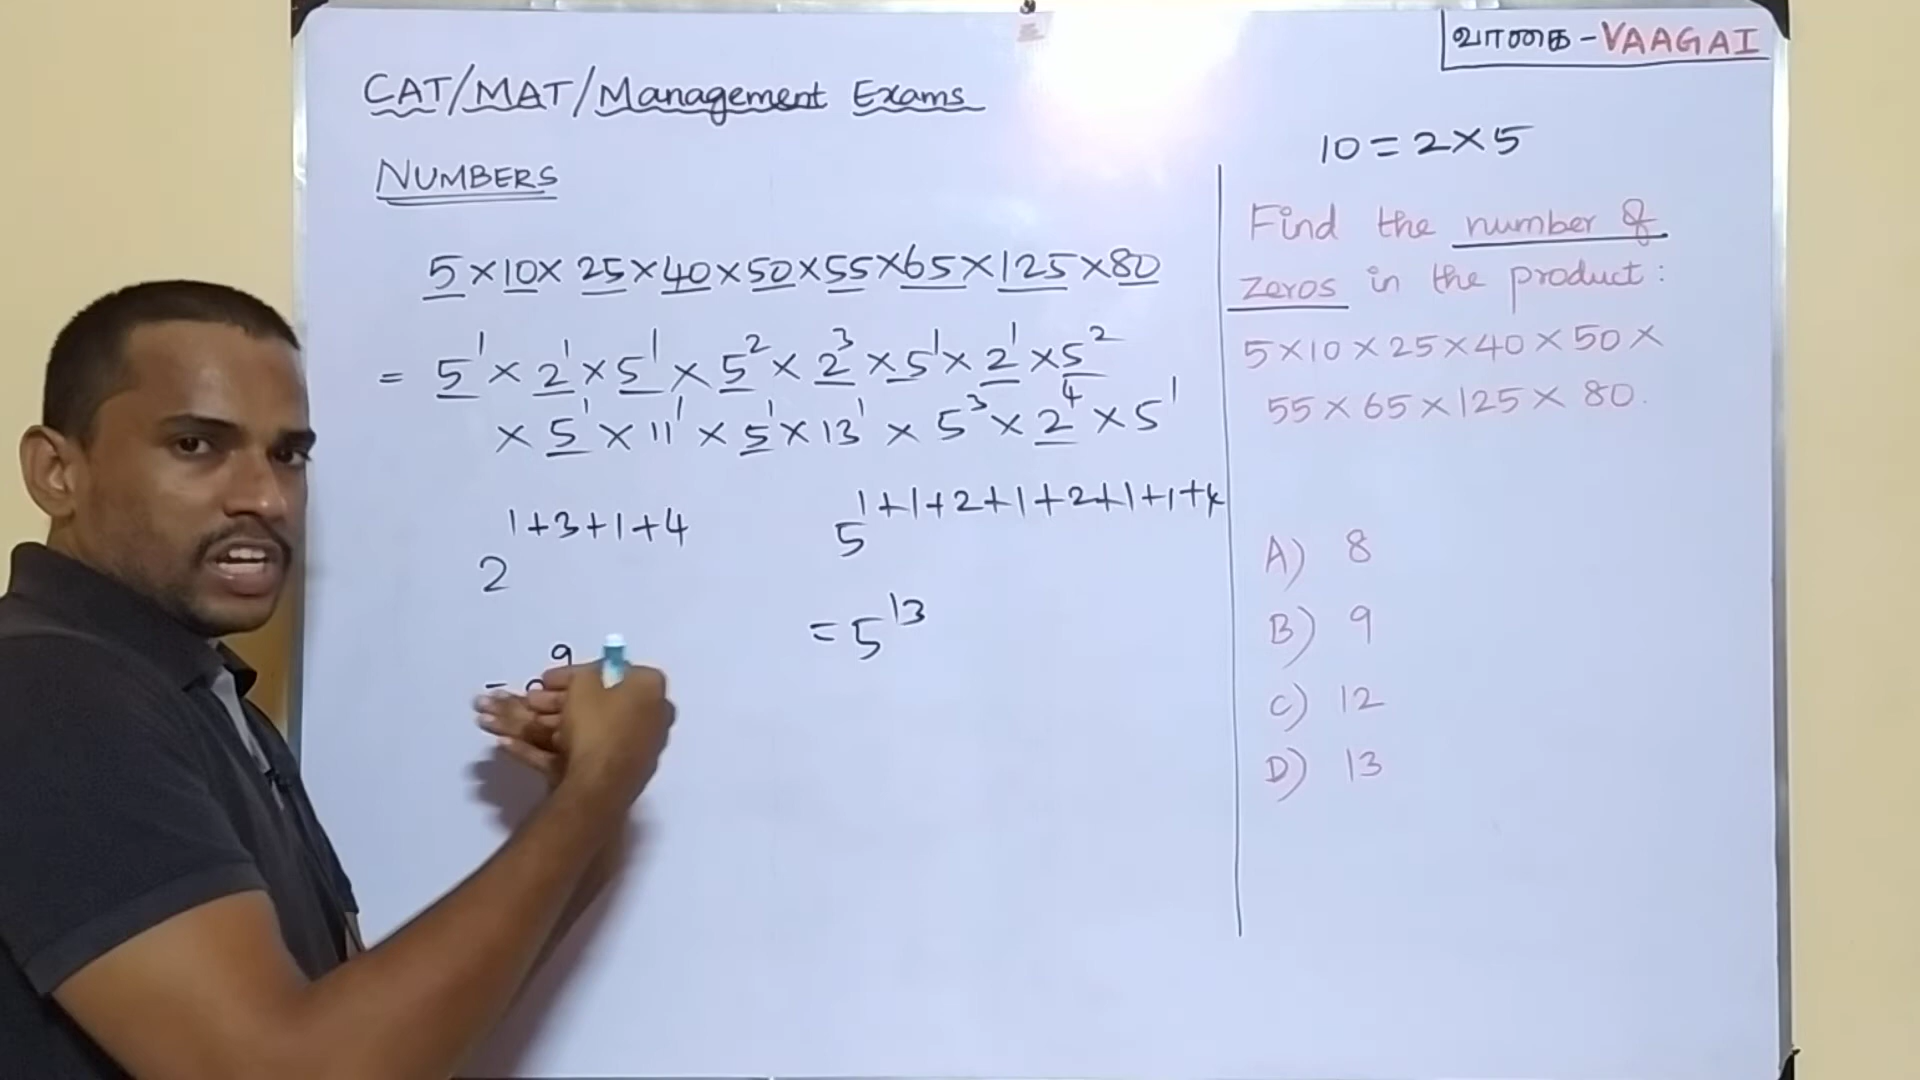 வாகை - VAAGAI
CAT/MAT/Management Exams
NUMBERS
5 × 10 × 25 × 40 × 50 × 55 × 65 × 125 × 80
= 5¹ × 2¹ × 5¹ × 5² × 2³ × 5¹ × 2¹ × 5²
× 5¹ × 11¹ × 5¹ × 13¹ × 5³ × 2⁴ × 5¹
2^1+3+1+4
5^1+1+2+1+2+1+1+4
= 5¹³
= 2⁹
10 = 2 × 5
Find the number of
zeros in the product:
5 × 10 × 25 × 40 × 50 ×
55 × 65 × 125 × 80.
A) 8
B) 9
C) 12
D) 13